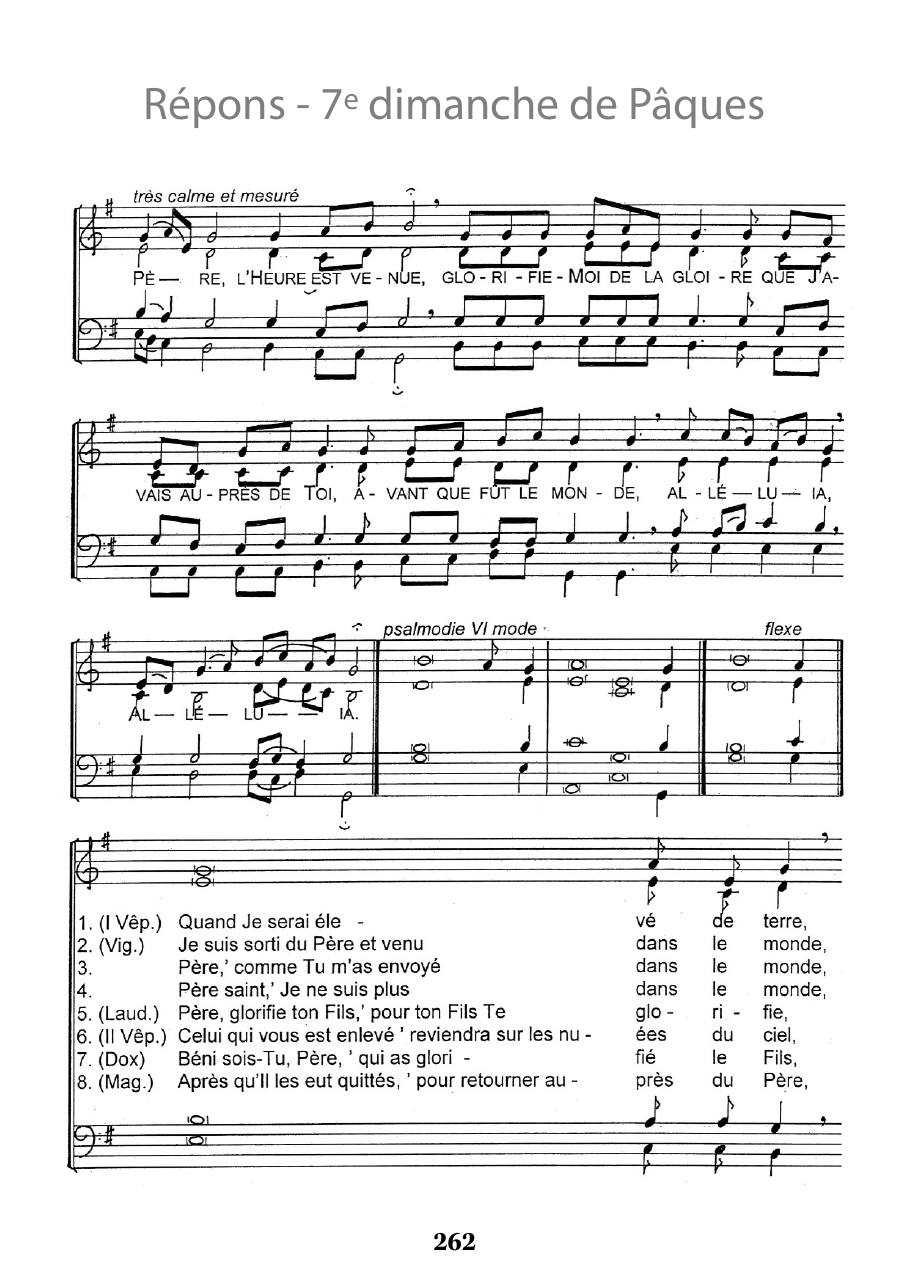 Répons - 7e dimanche de Pâques
très calme et mesuré
PÈ— RE, L'HEURE EST VE - NUE, GLO - RI - FIE - MOI DE LA GLOI - RE QUE J'A-
VAIS AU - PRÈS DE TOI, A - VANT QUE FÛT LE MON - DE, AL - LÉ — LU — IA,
psalmodie VI mode
flexe
AL — LÉ — LU — — IA.
1. (I Vêp.) Quand Je serai éle - vé de terre,
2. (Vig.) Je suis sorti du Père et venu dans le monde,
3. Père,' comme Tu m'as envoyé dans le monde,
4. Père saint,' Je ne suis plus dans le monde,
5. (Laud.) Père, glorifie ton Fils,' pour ton Fils Te glo - ri - fie,
6. (II Vêp.) Celui qui vous est enlevé ' reviendra sur les nu - ées du ciel,
7. (Dox) Béni sois-Tu, Père, ' qui as glori - fié le Fils,
8. (Mag.) Après qu'Il les eut quittés, ' pour retourner au - près du Père,
262